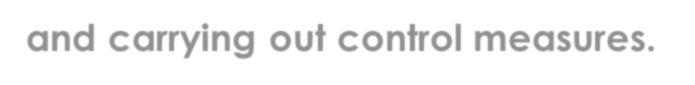 and carrying out control measures.